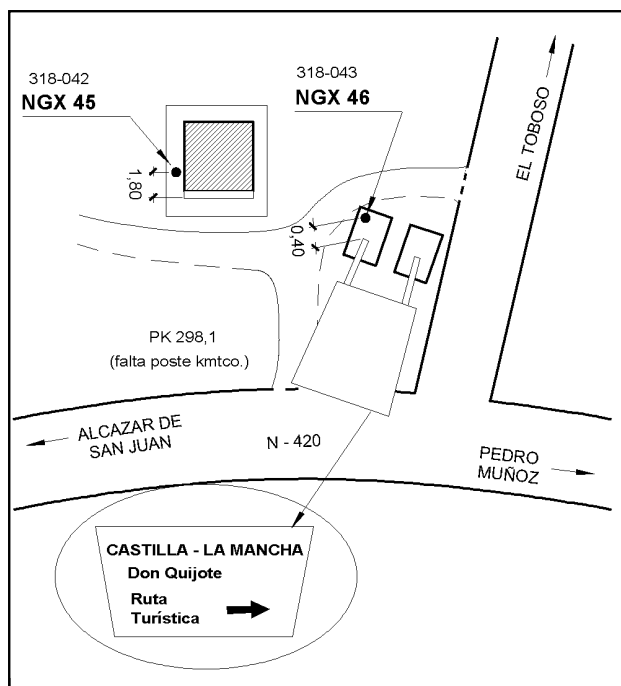 318-042
NGX 45
318-043
NGX 46
EL TOBOSO
1,80
0,40
PK 298,1
(falta poste kmtco.)
ALCAZAR DE
SAN JUAN
N - 420
PEDRO
MUÑOZ
CASTILLA - LA MANCHA
Don Quijote
Ruta
Turística